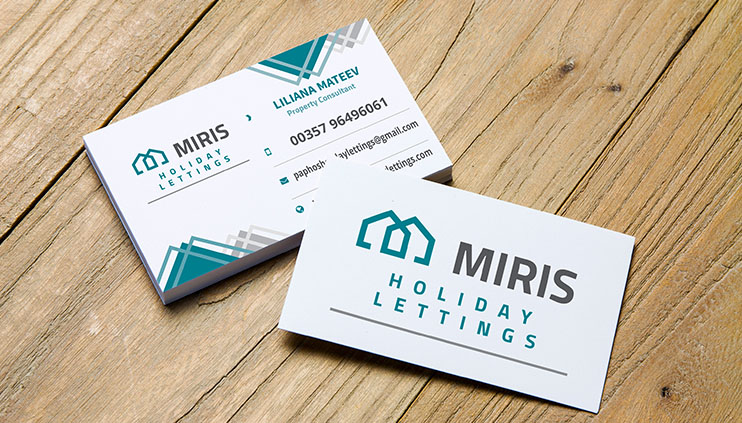 MIRIS
HOLIDAY
LETTINGS
LILIANA MATEEV
Property Consultant
00357 96496061
MIRIS
HOLIDAY
LETTINGS